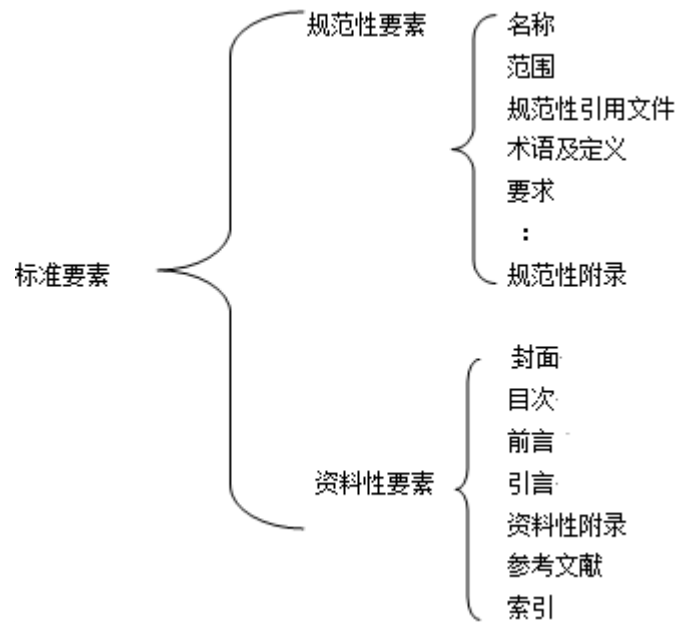 规范性要素
名称
范围
规范性引用文件
术语及定义
要求
:
规范性附录
标准要素
资料性要素
封面
目次
前言
引言
资料性附录
参考文献
索引